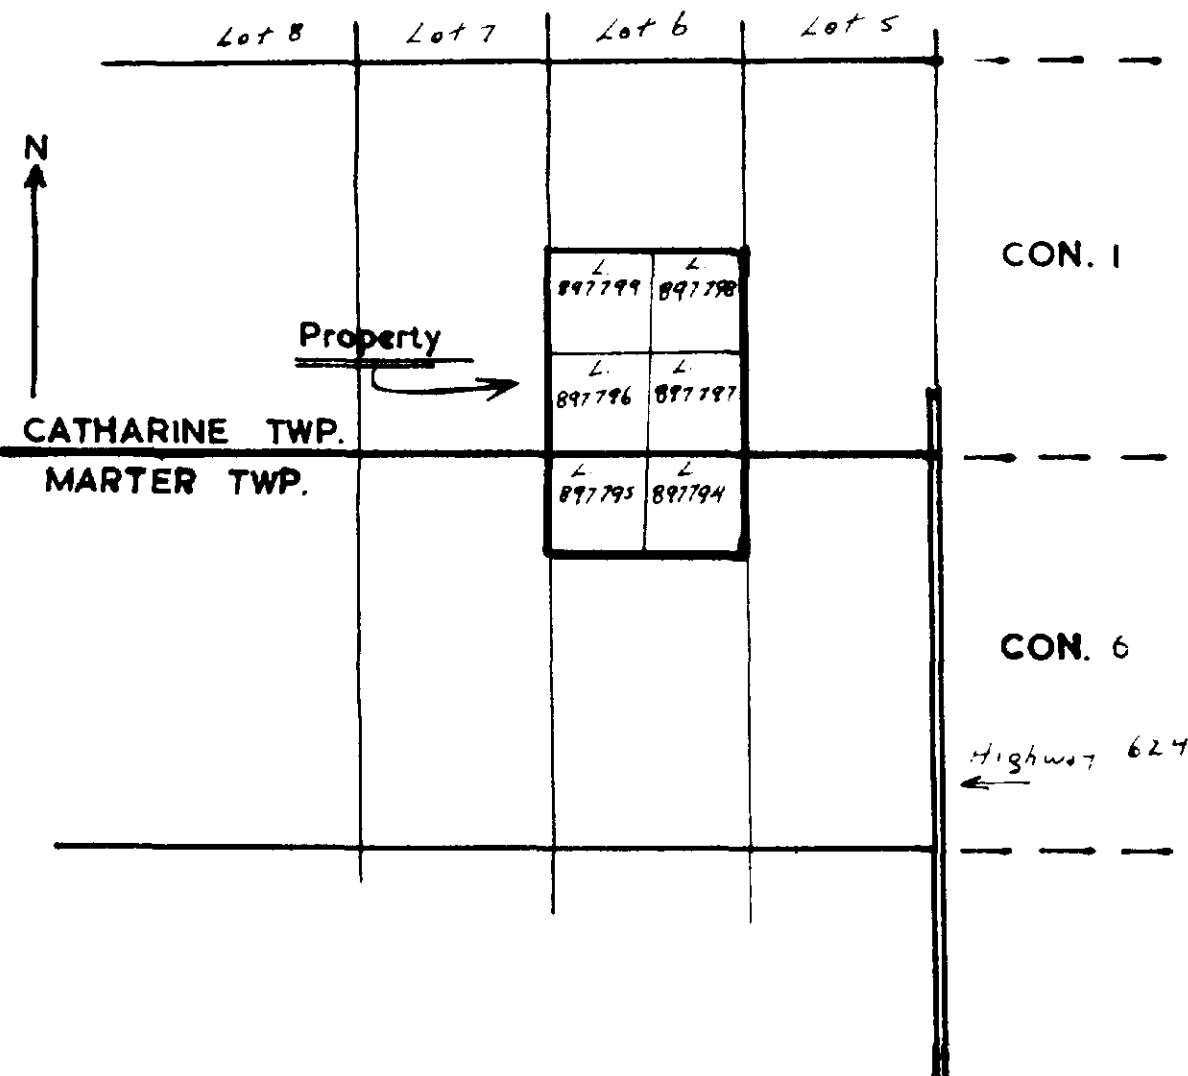 Lot 8 Lot 7 Lot 6 Lot 5
N
CON. 1
L. L.
897799 897798
Property
L. L.
897796 897797
CATHARINE TWP.
MARTER TWP.
L L
897795 897794
CON. 6
Highway 624